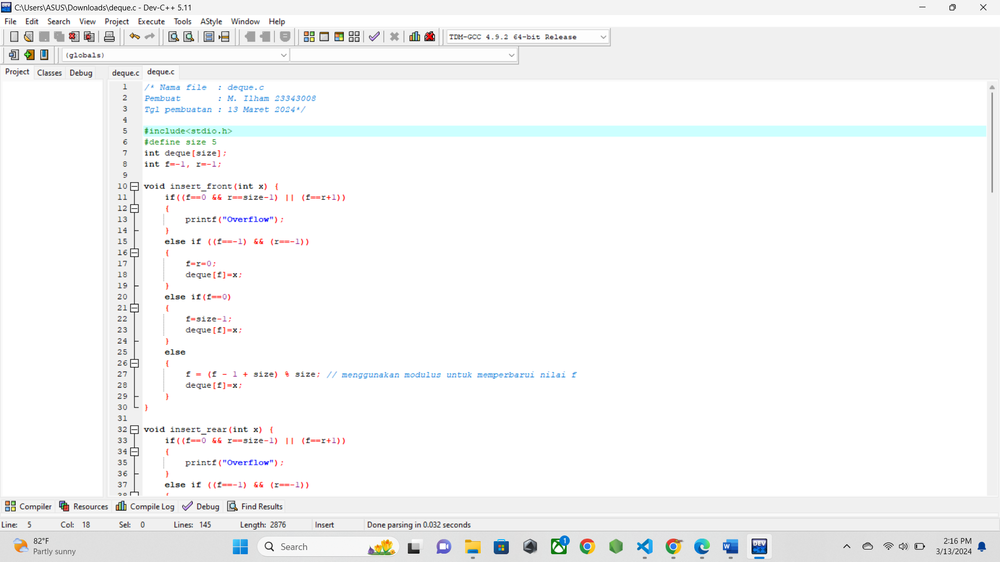 C:\Users\ASUS\Downloads\deque.c - Dev-C++ 5.11
File Edit Search View Project Execute Tools AStyle Window Help
TDM-GCC 4.9.2 64-bit Release
(globals)
Project Classes Debug deque.c deque.c
1 /* Nama file : deque.c
2 Pembuat : M. Ilham 23343008
3 Tgl pembuatan : 13 Maret 2024*/
4
5 #include<stdio.h>
6 #define size 5
7 int deque[size];
8 int f=-1, r=-1;
9
10 void insert_front(int x) {
11 if((f==0 && r==size-1) || (f==r+1))
12 {
13 printf("Overflow");
14 }
15 else if ((f==-1) && (r==-1))
16 {
17 f=r=0;
18 deque[f]=x;
19 }
20 else if(f==0)
21 {
22 f=size-1;
23 deque[f]=x;
24 }
25 else
26 {
27 f = (f - 1 + size) % size; // menggunakan modulus untuk memperbarui nilai f
28 deque[f]=x;
29 }
30 }
31
32 void insert_rear(int x) {
33 if((f==0 && r==size-1) || (f==r+1))
34 {
35 printf("Overflow");
36 }
37 else if ((f==-1) && (r==-1))
38 {
Compiler Resources Compile Log Debug Find Results
Line: 5 Col: 18 Sel: 0 Lines: 145 Length: 2876 Insert Done parsing in 0.032 seconds
82°F
Partly sunny
Search
1
W
DEV
C++
2:16 PM
3/13/2024